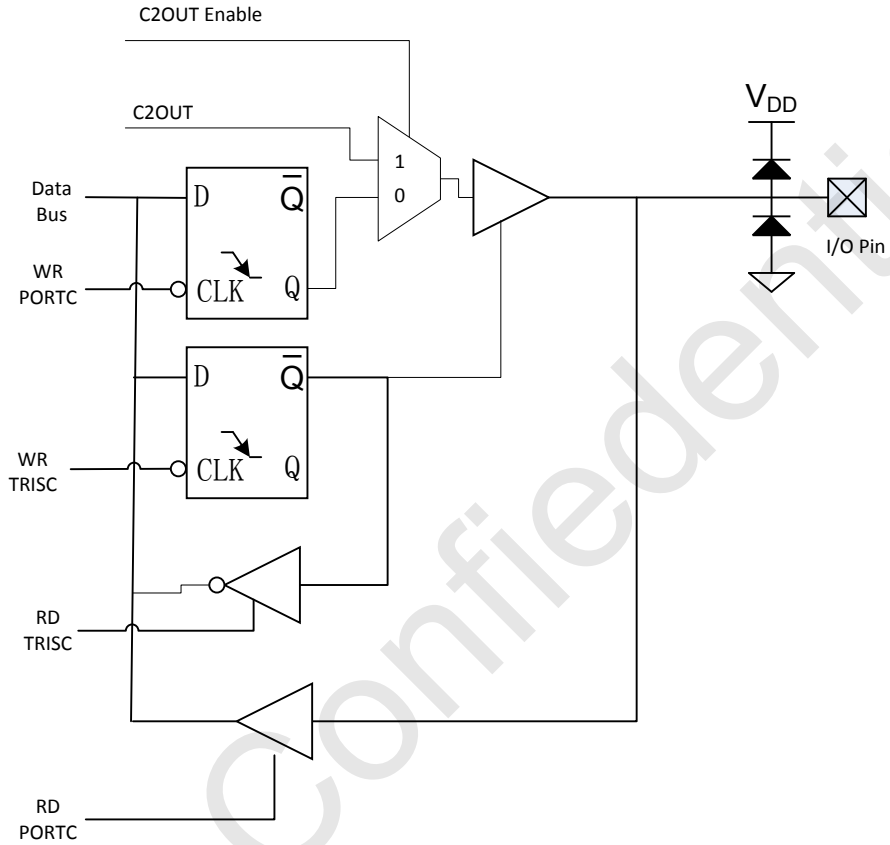 C2OUT Enable
C2OUT
V DD
1
0
Data
Bus
D
Q
WR
PORTC
CLK
Q
I/O Pin
D
Q
WR
TRISC
CLK
Q
RD
TRISC
RD
PORTC
Confiedenti